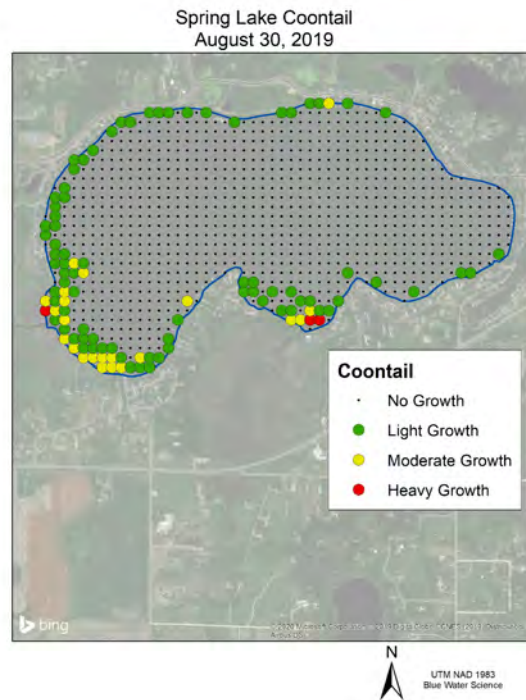 Spring Lake Coontail
August 30, 2019
Coontail
No Growth
Light Growth
Moderate Growth
Heavy Growth
bing
N
UTM NAD 1983
Blue Water Science